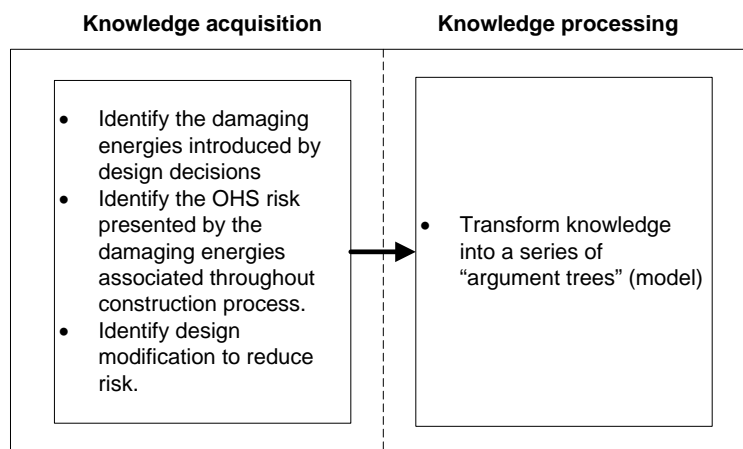 Knowledge acquisition
Knowledge processing
• Identify the damaging
energies introduced by
design decisions
• Identify the OHS risk
presented by the
damaging energies
associated throughout
construction process.
• Identify design
modification to reduce
risk.
• Transform knowledge
into a series of
“argument trees” (model)